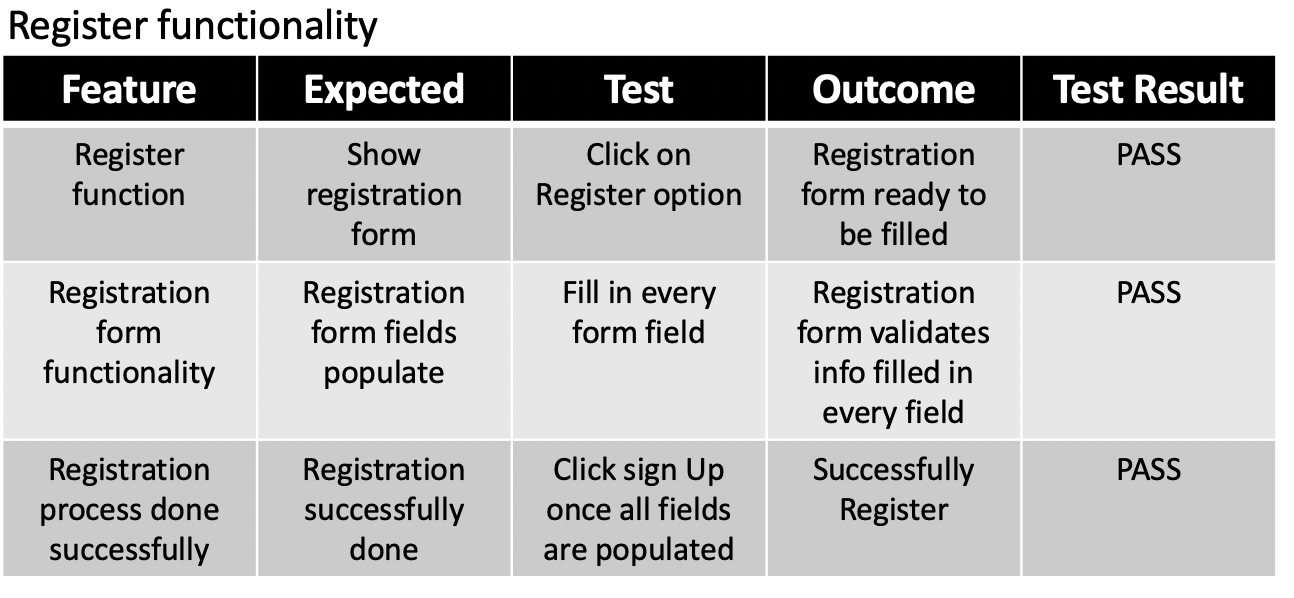 Register functionality
Feature Expected Test Outcome Test Result
Register
function
Show
registration
form
Click on
Register option
Registration
form ready to
be filled
PASS
Registration
form
functionality
Registration
form fields
populate
Fill in every
form field
Registration
form validates
info filled in
every field
PASS
Registration
process done
successfully
Registration
successfully
done
Click sign Up
once all fields
are populated
Successfully
Register
PASS